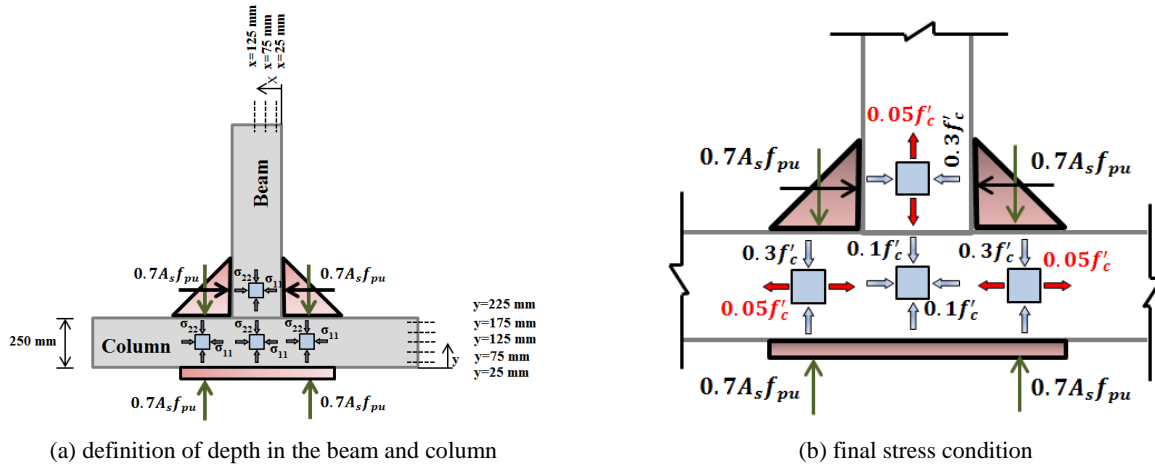 x=125 mm
x=75 mm
x=25 mm
x
Beam
0.7A_s f_pu
0.7A_s f_pu
σ22
σ11
y=225 mm
y=175 mm
y=125 mm
y=75 mm
y=25 mm
y
250 mm
Column
σ22
σ11
σ22
σ11
σ22
σ11
0.7A_s f_pu
0.7A_s f_pu
(a) definition of depth in the beam and column
0.05f'_c
0.3f'_c
0.7A_s f_pu
0.7A_s f_pu
0.3f'_c
0.1f'_c
0.3f'_c
0.05f'_c
0.05f'_c
0.1f'_c
0.7A_s f_pu
0.7A_s f_pu
(b) final stress condition